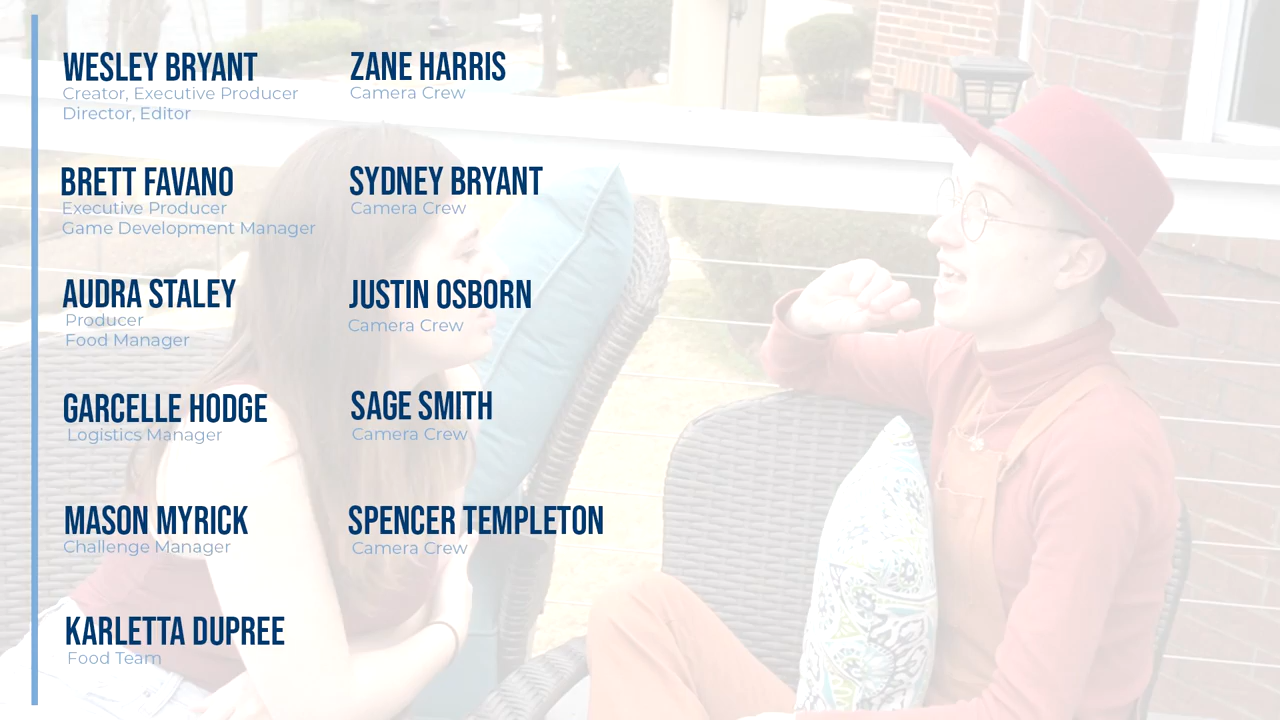 WESLEY BRYANT
Creator, Executive Producer
Director, Editor
BRETT FAVANO
Executive Producer
Game Development Manager
AUDRA STALEY
Producer
Food Manager
GARCELLE HODGE
Logistics Manager
MASON MYRICK
Challenge Manager
KARLETTA DUPREE
Food Team
ZANE HARRIS
Camera Crew
SYDNEY BRYANT
Camera Crew
JUSTIN OSBORN
Camera Crew
SAGE SMITH
Camera Crew
SPENCER TEMPLETON
Camera Crew